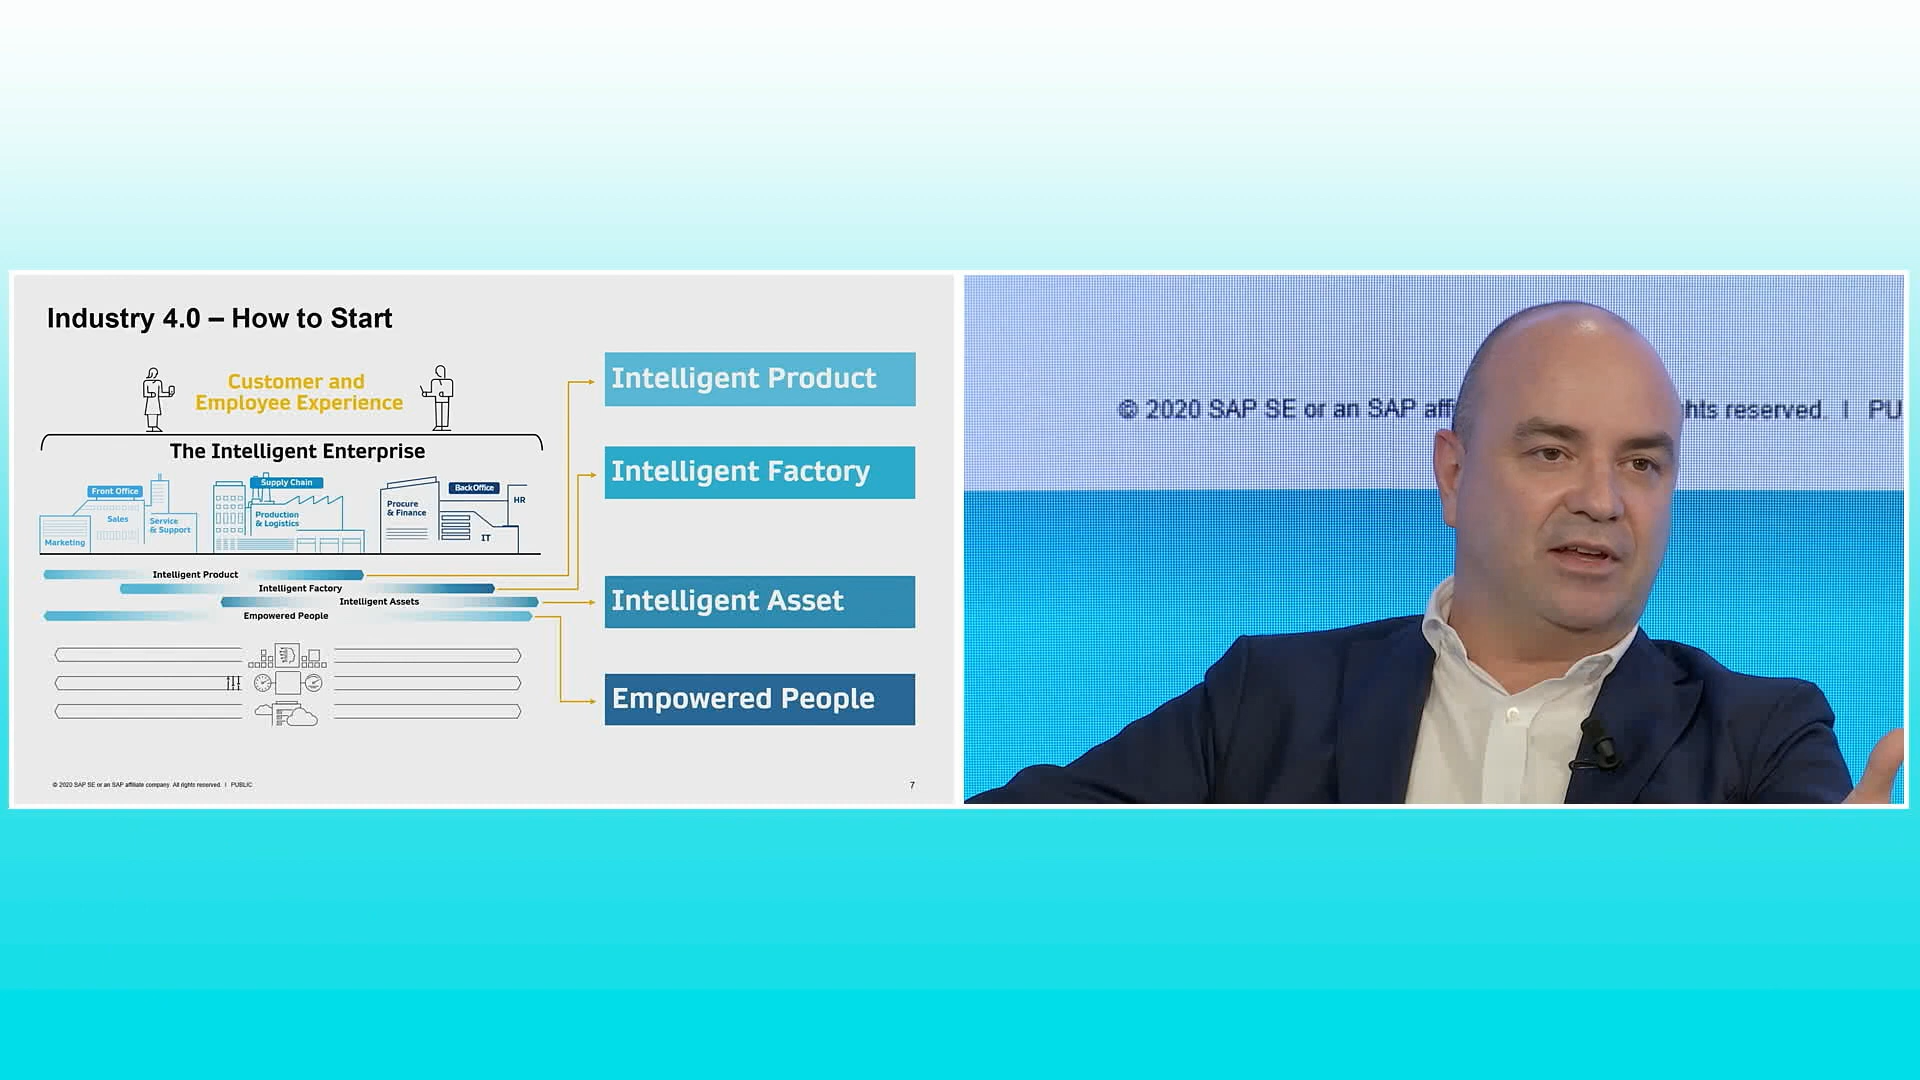 Industry 4.0 – How to Start
Customer and
Employee Experience
The Intelligent Enterprise
Front Office
Sales
Service
& Support
Marketing
Supply Chain
Production
& Logistics
Procure
& Finance
Back Office
HR
IT
Intelligent Product
Intelligent Factory
Intelligent Assets
Empowered People
Intelligent Product
Intelligent Factory
Intelligent Asset
Empowered People
© 2020 SAP SE or an SAP affiliate company. All rights reserved. | PUBLIC
7
© 2020 SAP SE or an SAP aff
hts reserved. | PU